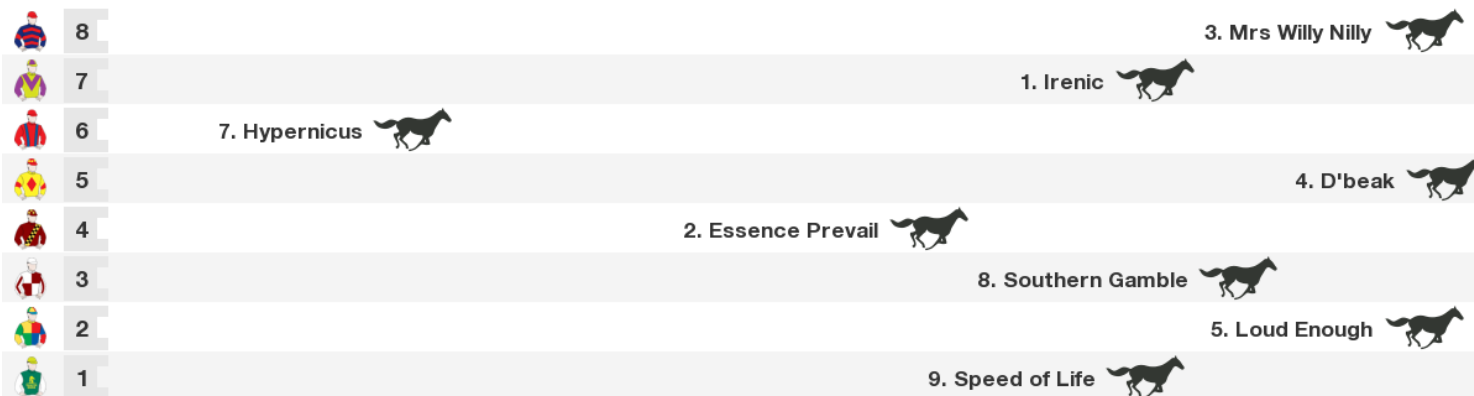 8 3. Mrs Willy Nilly
7 1. Irenic
6 7. Hypernicus
5 4. D'beak
4 2. Essence Prevail
3 8. Southern Gamble
2 5. Loud Enough
1 9. Speed of Life